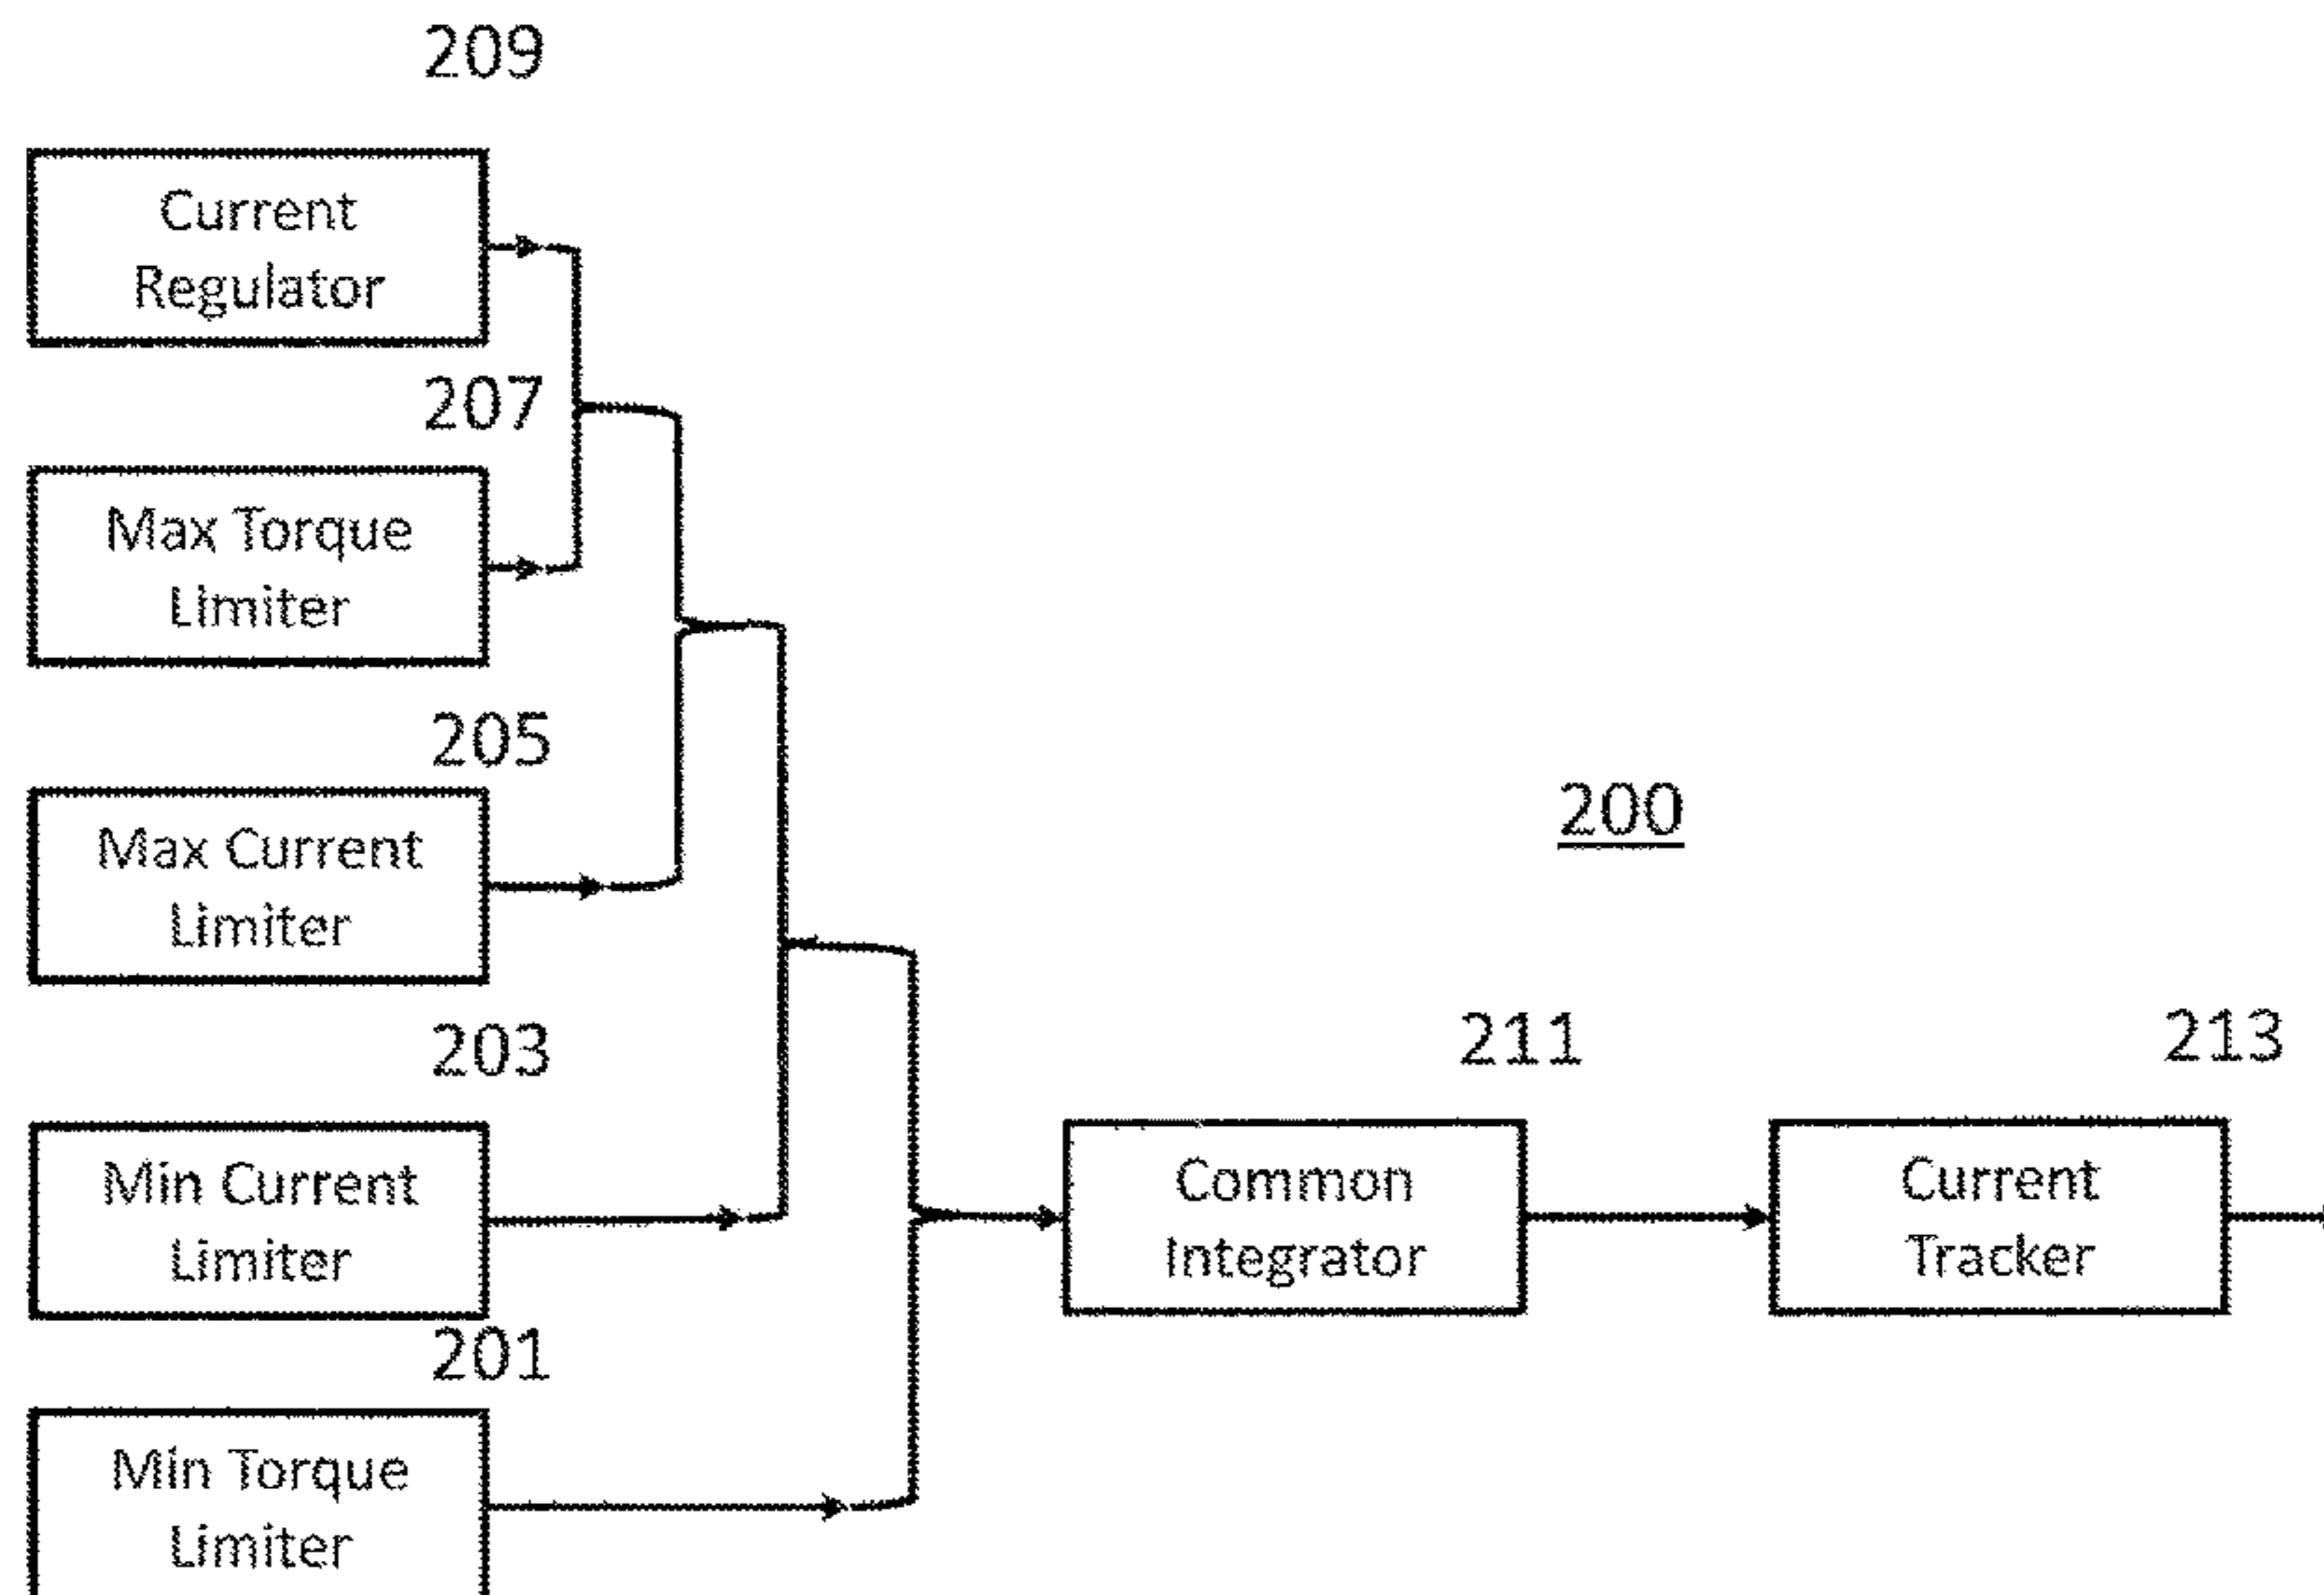 209
Current
Regulator
207
Max Torque
Limiter
205
Max Current
Limiter
200
203
Min Current
Limiter
211
Common
Integrator
213
Current
Tracker
201
Min Torque
Limiter